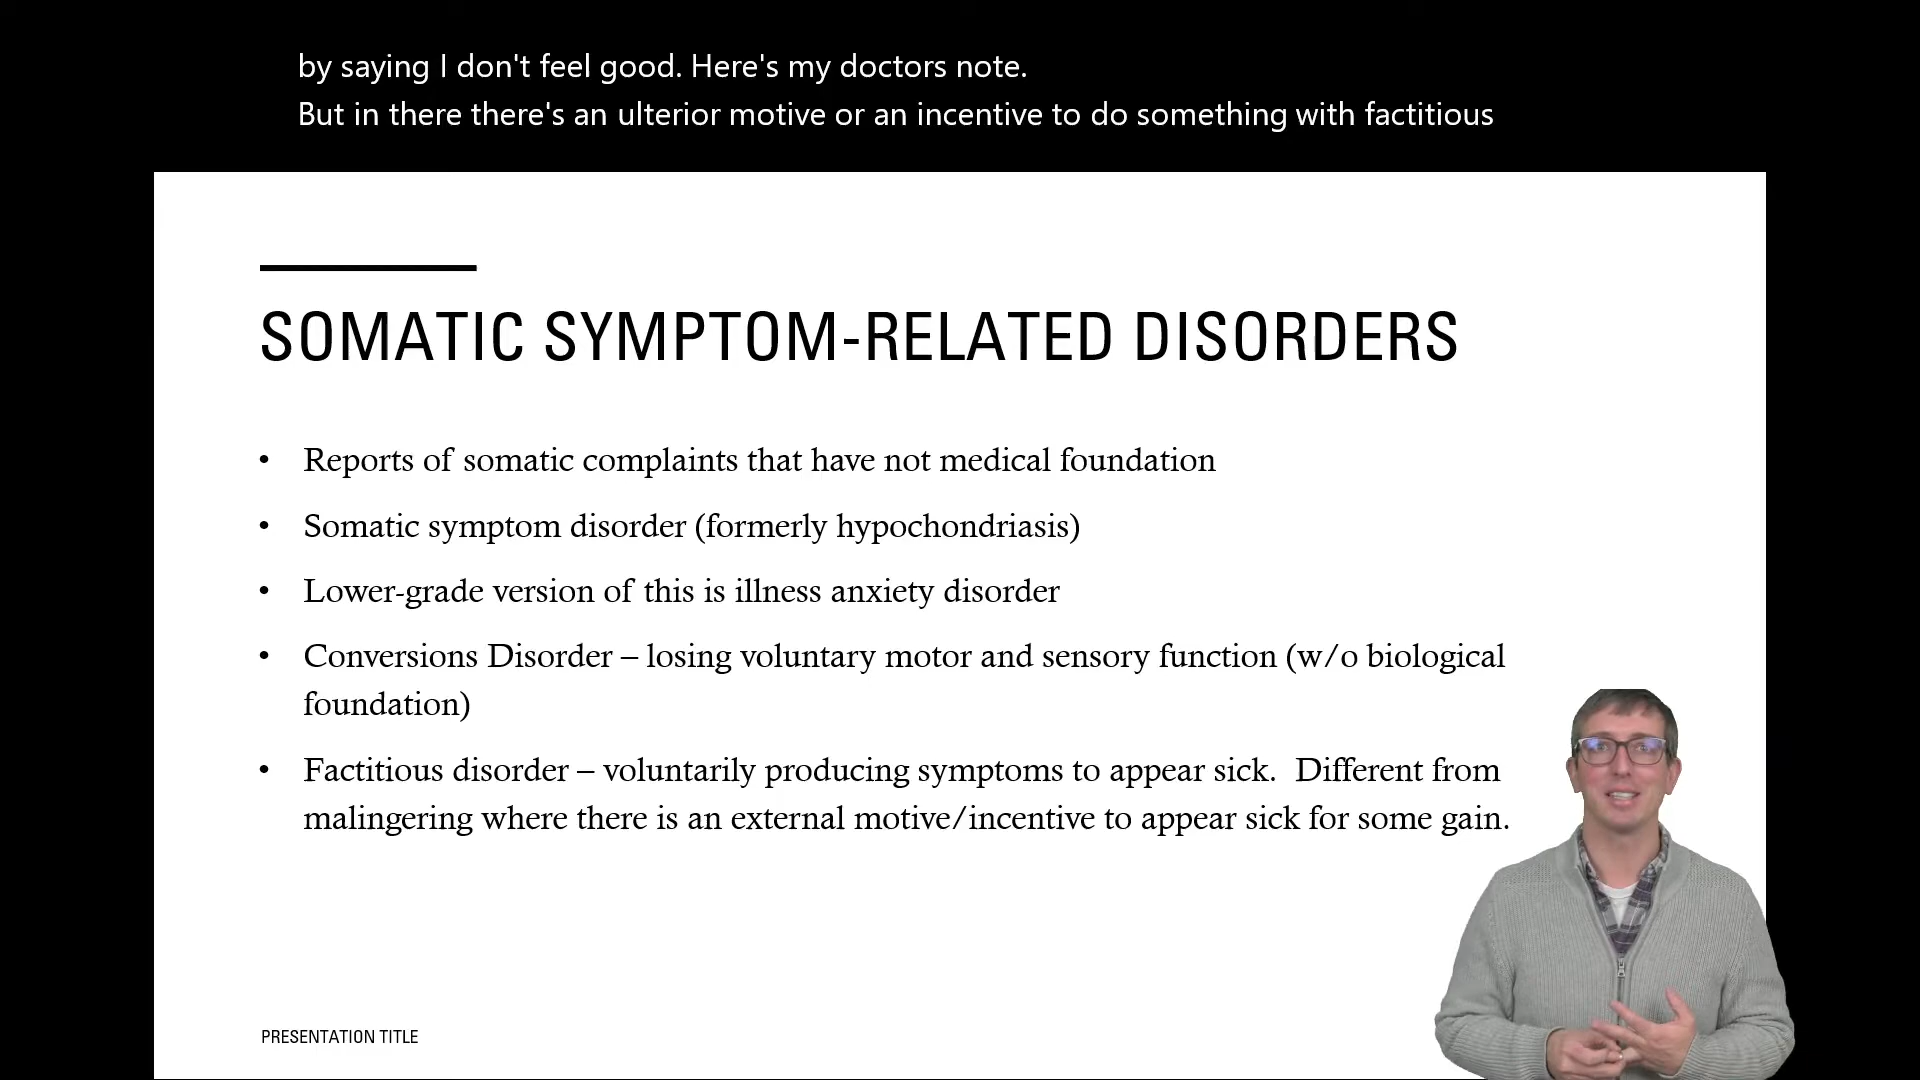 by saying I don't feel good. Here's my doctors note.
But in there there's an ulterior motive or an incentive to do something with factitious
SOMATIC SYMPTOM-RELATED DISORDERS
• Reports of somatic complaints that have not medical foundation
• Somatic symptom disorder (formerly hypochondriasis)
• Lower-grade version of this is illness anxiety disorder
• Conversions Disorder – losing voluntary motor and sensory function (w/o biological
foundation)
• Factitious disorder – voluntarily producing symptoms to appear sick.  Different from
malingering where there is an external motive/incentive to appear sick for some gain.
PRESENTATION TITLE